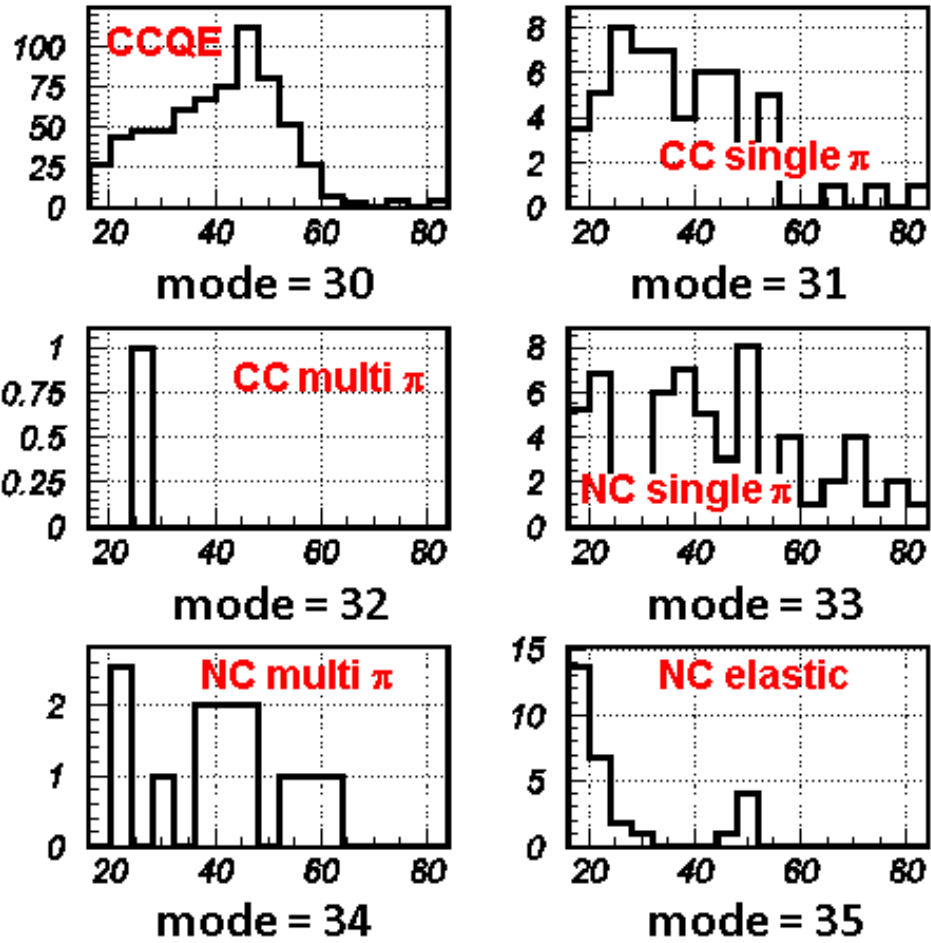 CCQE
100
75
50
25
0
20 40 60 80
mode = 30
CC single π
8
6
4
2
0
20 40 60 80
mode = 31
CC multi π
1
0.75
0.5
0.25
0
20 40 60 80
mode = 32
8
6
4
2
0
NC single π
20 40 60 80
mode = 33
NC multi π
2
1
0
20 40 60 80
mode = 34
15
NC elastic
10
5
0
20 40 60 80
mode = 35